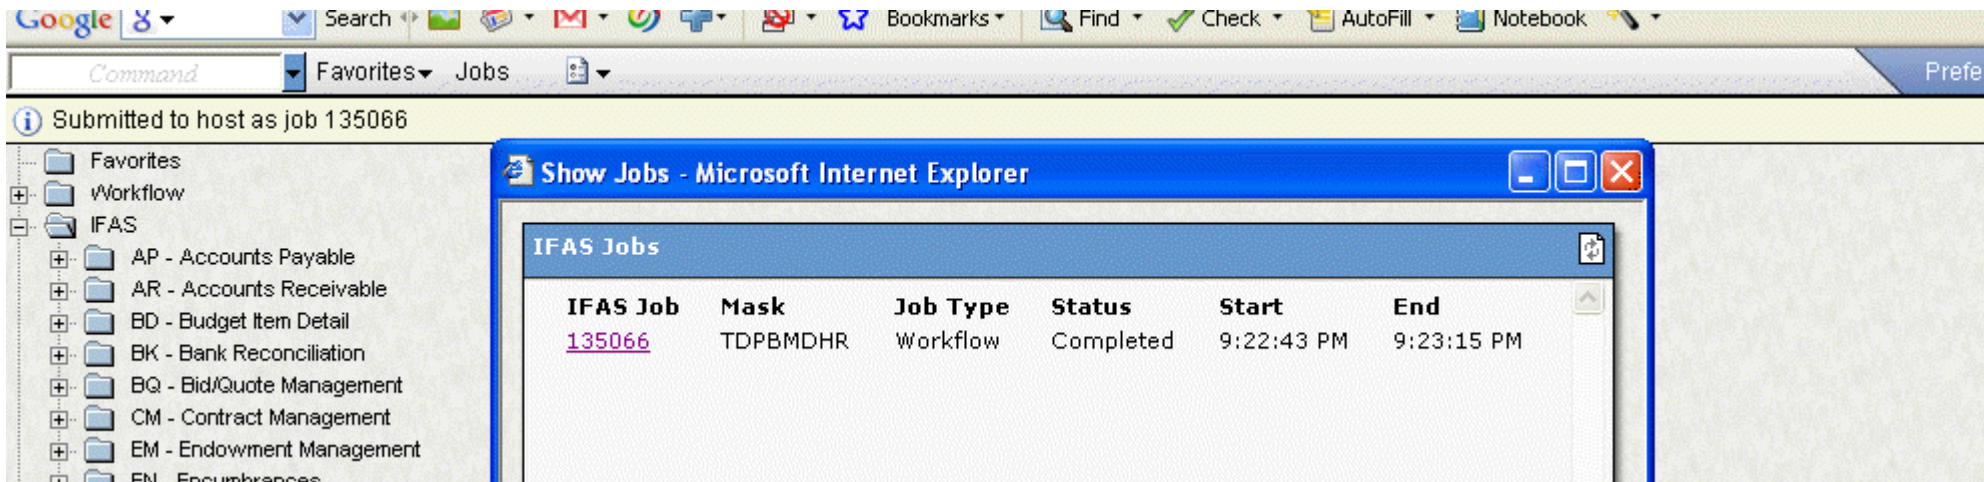 Google Search Bookmarks Find Check AutoFill Notebook
Command Favorites Jobs Prefe
Submitted to host as job 135066
Favorites
Workflow
IFAS
AP - Accounts Payable
AR - Accounts Receivable
BD - Budget Item Detail
BK - Bank Reconciliation
BQ - Bid/Quote Management
CM - Contract Management
EM - Endowment Management
EN - Encumbrances
Show Jobs - Microsoft Internet Explorer
IFAS Jobs
IFAS Job Mask Job Type Status Start End
135066 TDPBMDHR Workflow Completed 9:22:43 PM 9:23:15 PM